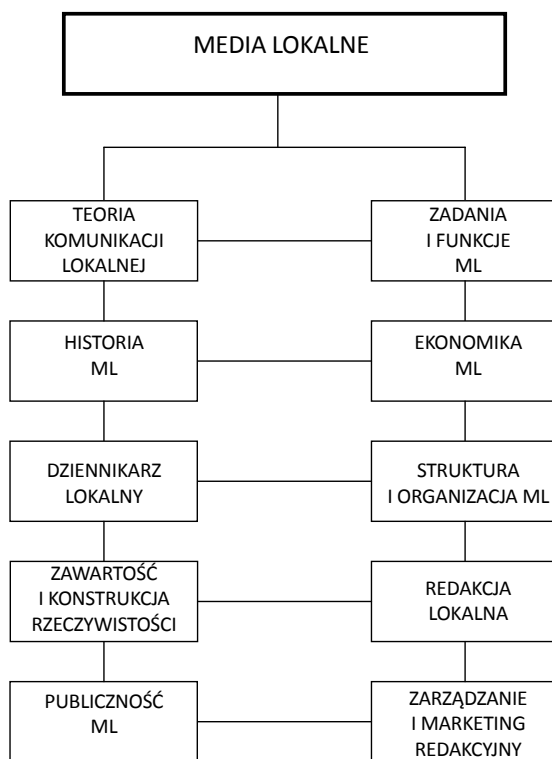 MEDIA LOKALNE
TEORIA
KOMUNIKACJI
LOKALNEJ
ZADANIA
I FUNKCJE
ML
HISTORIA
ML
EKONOMIKA
ML
DZIENNIKARZ
LOKALNY
STRUKTURA
I ORGANIZACJA ML
ZAWARTOŚĆ
I KONSTRUKCJA
RZECZYWISTOŚCI
REDAKCJA
LOKALNA
PUBLICZNOŚĆ
ML
ZARZĄDZANIE
I MARKETING
REDAKCYJNY